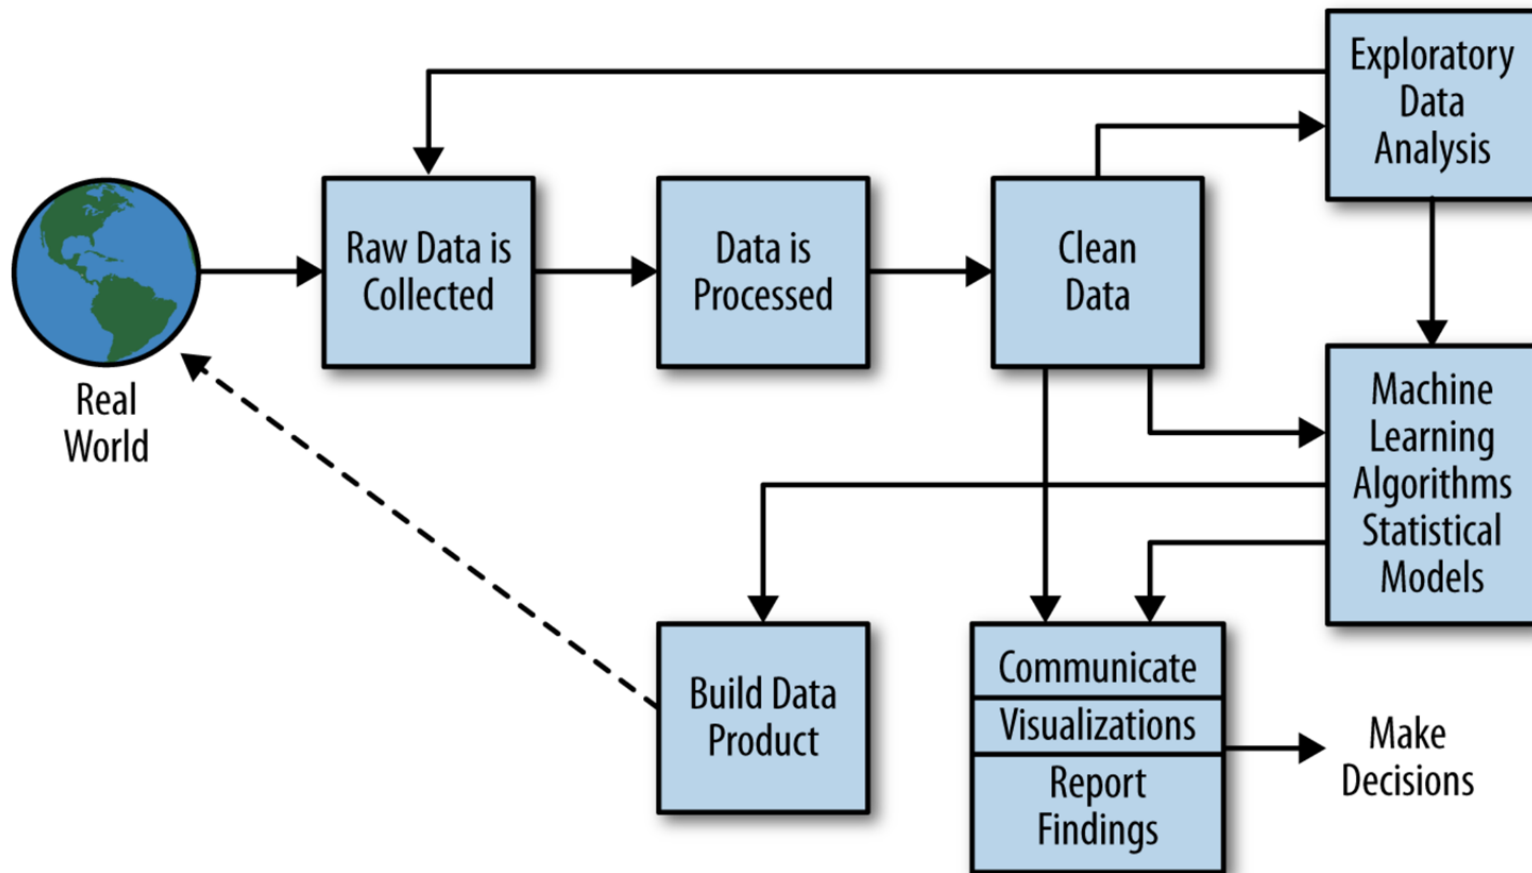 Exploratory
Data
Analysis
Real
World
Raw Data is
Collected
Data is
Processed
Clean
Data
Machine
Learning
Algorithms
Statistical
Models
Build Data
Product
Communicate
Visualizations
Report
Findings
Make
Decisions